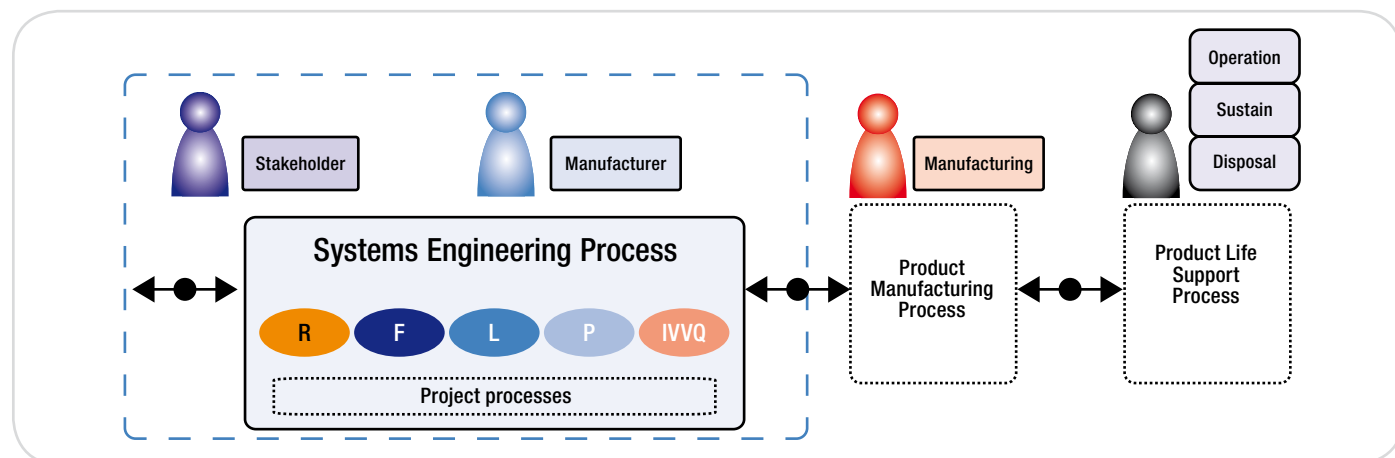 Operation
Sustain
Disposal
Stakeholder
Manufacturer
Manufacturing
Systems Engineering Process
R
F
L
P
IVVQ
Project processes
Product
Manufacturing
Process
Product Life
Support
Process